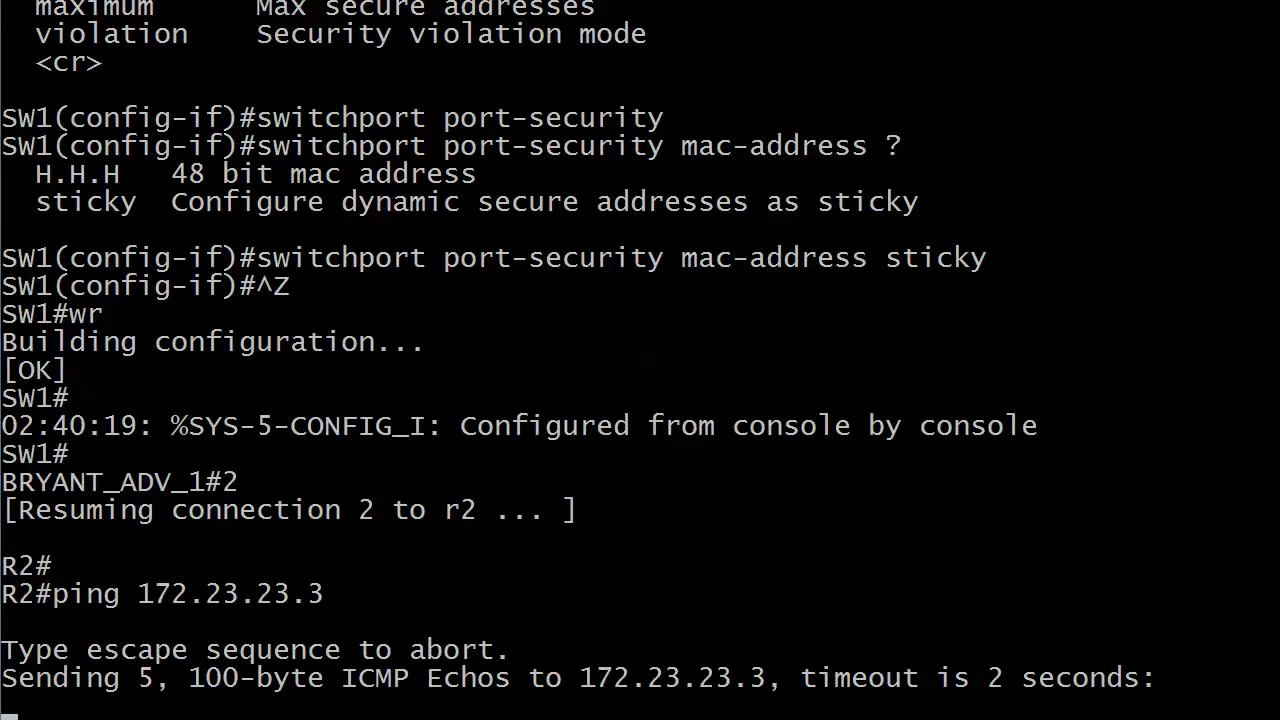 maximum      Max secure addresses
violation    Security violation mode
<cr>
SW1(config-if)#switchport port-security
SW1(config-if)#switchport port-security mac-address ?
H.H.H   48 bit mac address
sticky  Configure dynamic secure addresses as sticky
SW1(config-if)#switchport port-security mac-address sticky
SW1(config-if)#^Z
SW1#wr
Building configuration...
[OK]
SW1#
02:40:19: %SYS-5-CONFIG_I: Configured from console by console
SW1#
BRYANT_ADV_1#2
[Resuming connection 2 to r2 ... ]
R2#
R2#ping 172.23.23.3
Type escape sequence to abort.
Sending 5, 100-byte ICMP Echos to 172.23.23.3, timeout is 2 seconds: